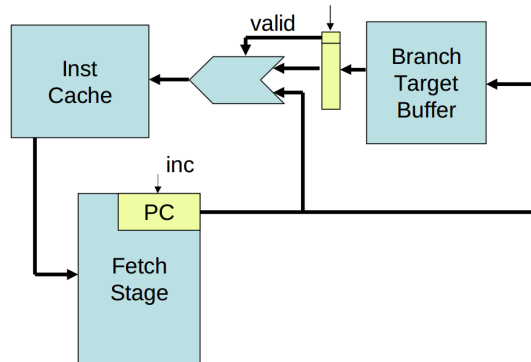 valid
Inst
Cache
Branch
Target
Buffer
inc
PC
Fetch
Stage